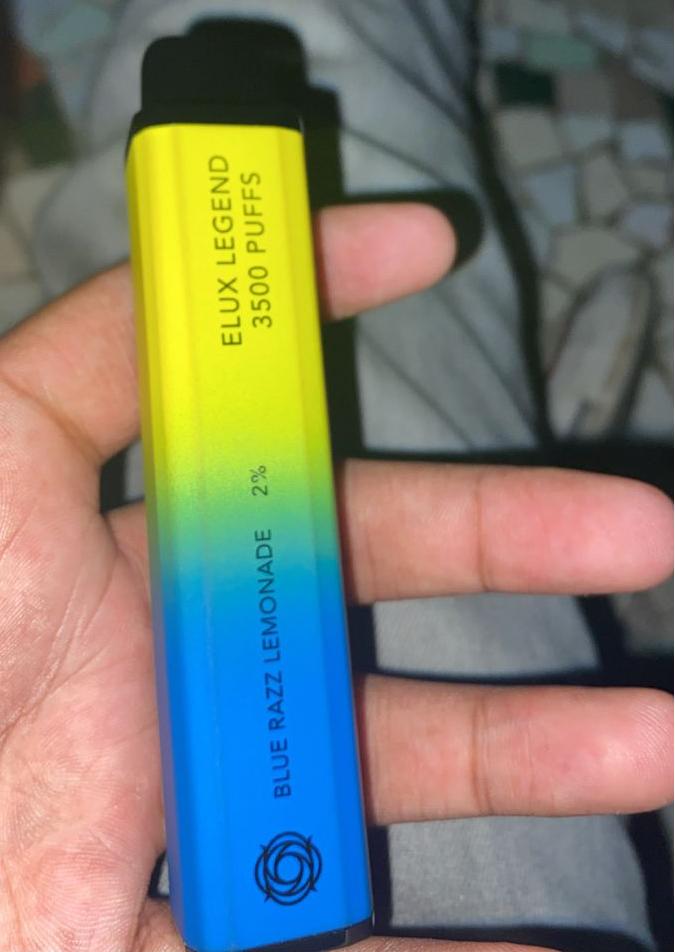 ELUX LEGEND
3500 PUFFS
BLUE RAZZ LEMONADE 2%